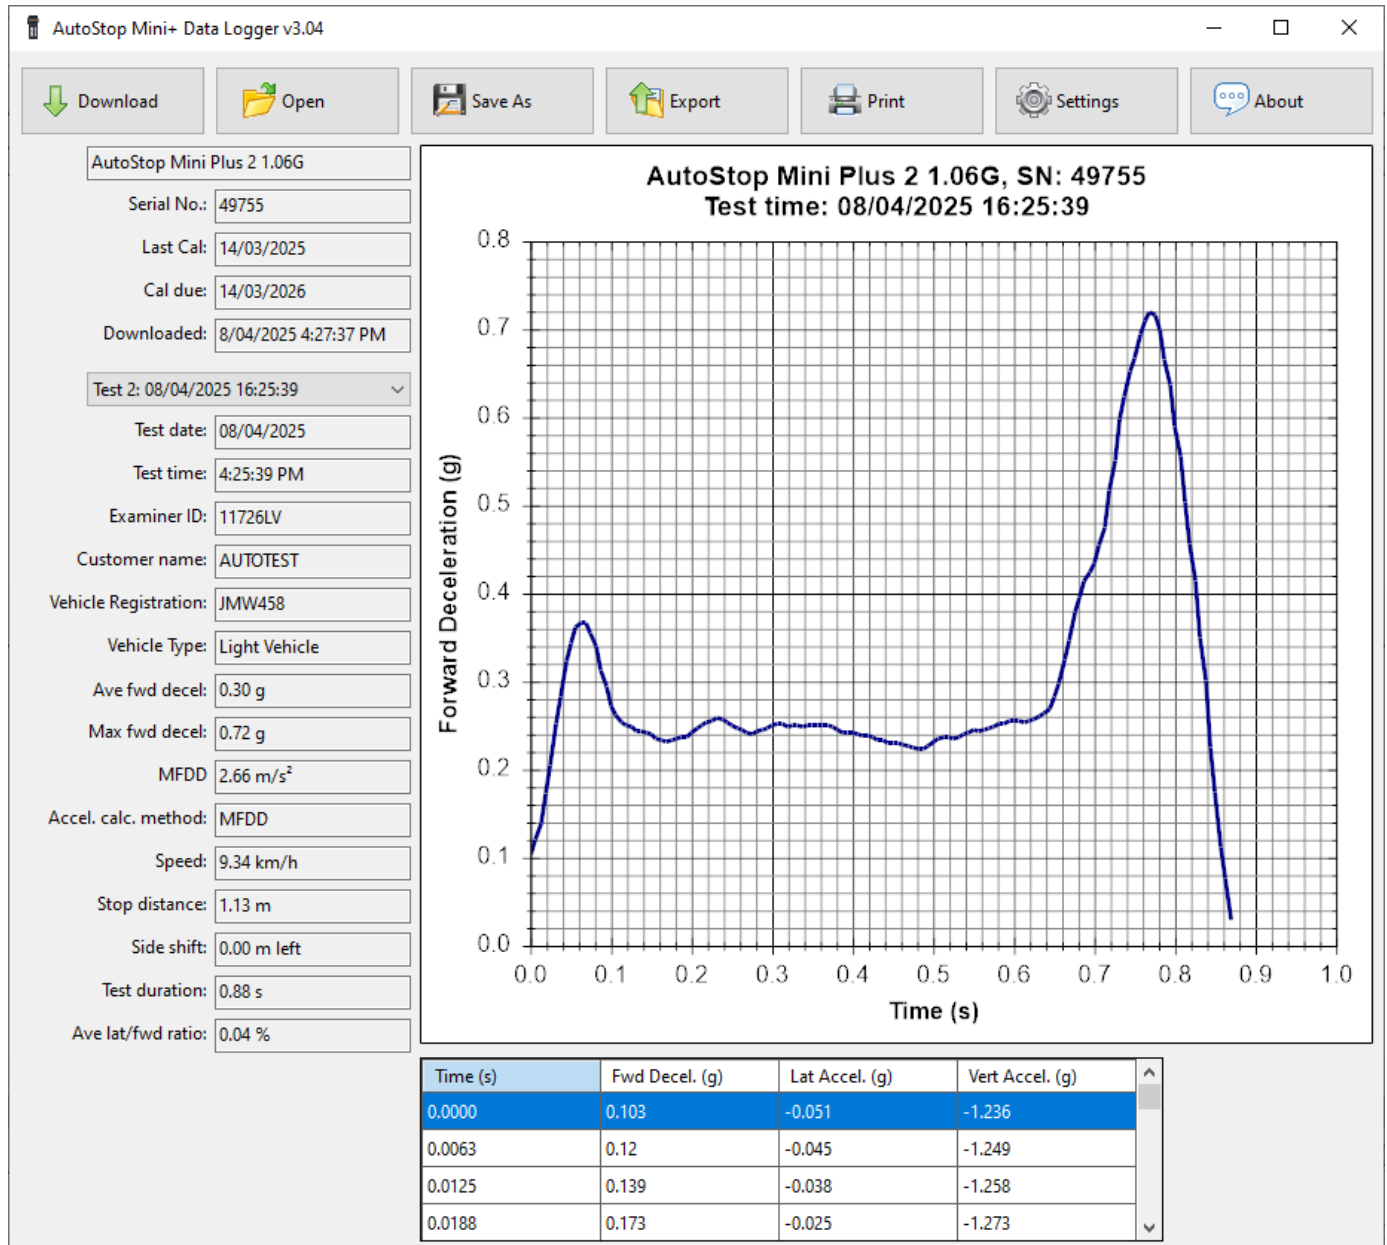 AutoStop Mini+ Data Logger v3.04
Download Open Save As Export Print Settings About
AutoStop Mini Plus 2 1.06G
Serial No.: 49755
Last Cal: 14/03/2025
Cal due: 14/03/2026
Downloaded: 8/04/2025 4:27:37 PM
Test 2: 08/04/2025 16:25:39
Test date: 08/04/2025
Test time: 4:25:39 PM
Examiner ID: 11726LV
Customer name: AUTOTEST
Vehicle Registration: JMW458
Vehicle Type: Light Vehicle
Ave fwd decel: 0.30 g
Max fwd decel: 0.72 g
MFDD 2.66 m/s²
Accel. calc. method: MFDD
Speed: 9.34 km/h
Stop distance: 1.13 m
Side shift: 0.00 m left
Test duration: 0.88 s
Ave lat/fwd ratio: 0.04 %
AutoStop Mini Plus 2 1.06G, SN: 49755
Test time: 08/04/2025 16:25:39
Forward Deceleration (g)
0.8
0.7
0.6
0.5
0.4
0.3
0.2
0.1
0.0
0.0 0.1 0.2 0.3 0.4 0.5 0.6 0.7 0.8 0.9 1.0
Time (s)
Time (s) Fwd Decel. (g) Lat Accel. (g) Vert Accel. (g)
0.0000 0.103 -0.051 -1.236
0.0063 0.12 -0.045 -1.249
0.0125 0.139 -0.038 -1.258
0.0188 0.173 -0.025 -1.273